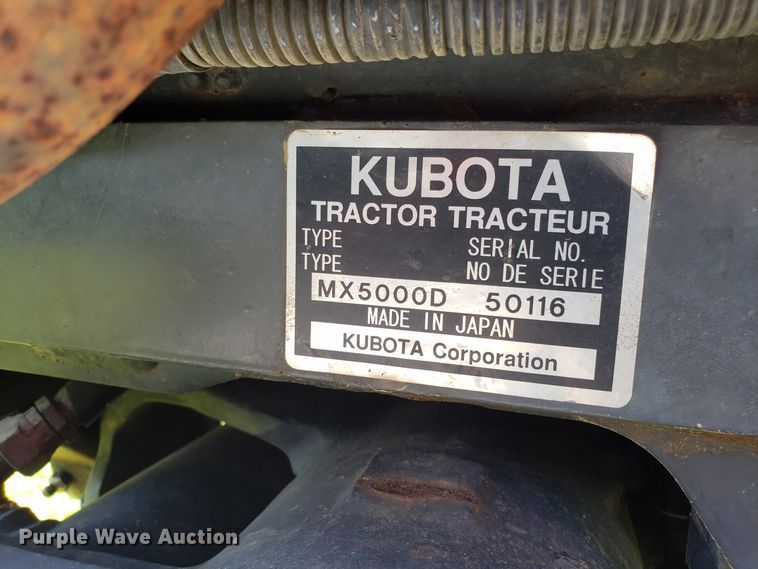 KUBOTA
TRACTOR TRACTEUR
TYPE SERIAL NO.
TYPE NO DE SERIE
MX5000D 50116
MADE IN JAPAN
KUBOTA Corporation
Purple Wave Auction